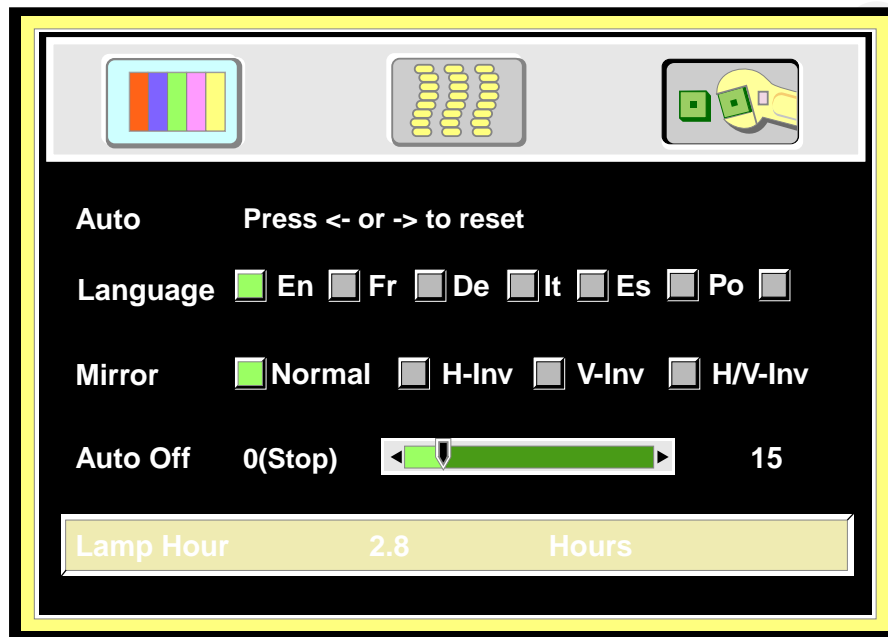 Auto Press <- or -> to reset
Language En Fr De It Es Po
Mirror Normal H-Inv V-Inv H/V-Inv
Auto Off 0(Stop) 15
Lamp Hour 2.8 Hours